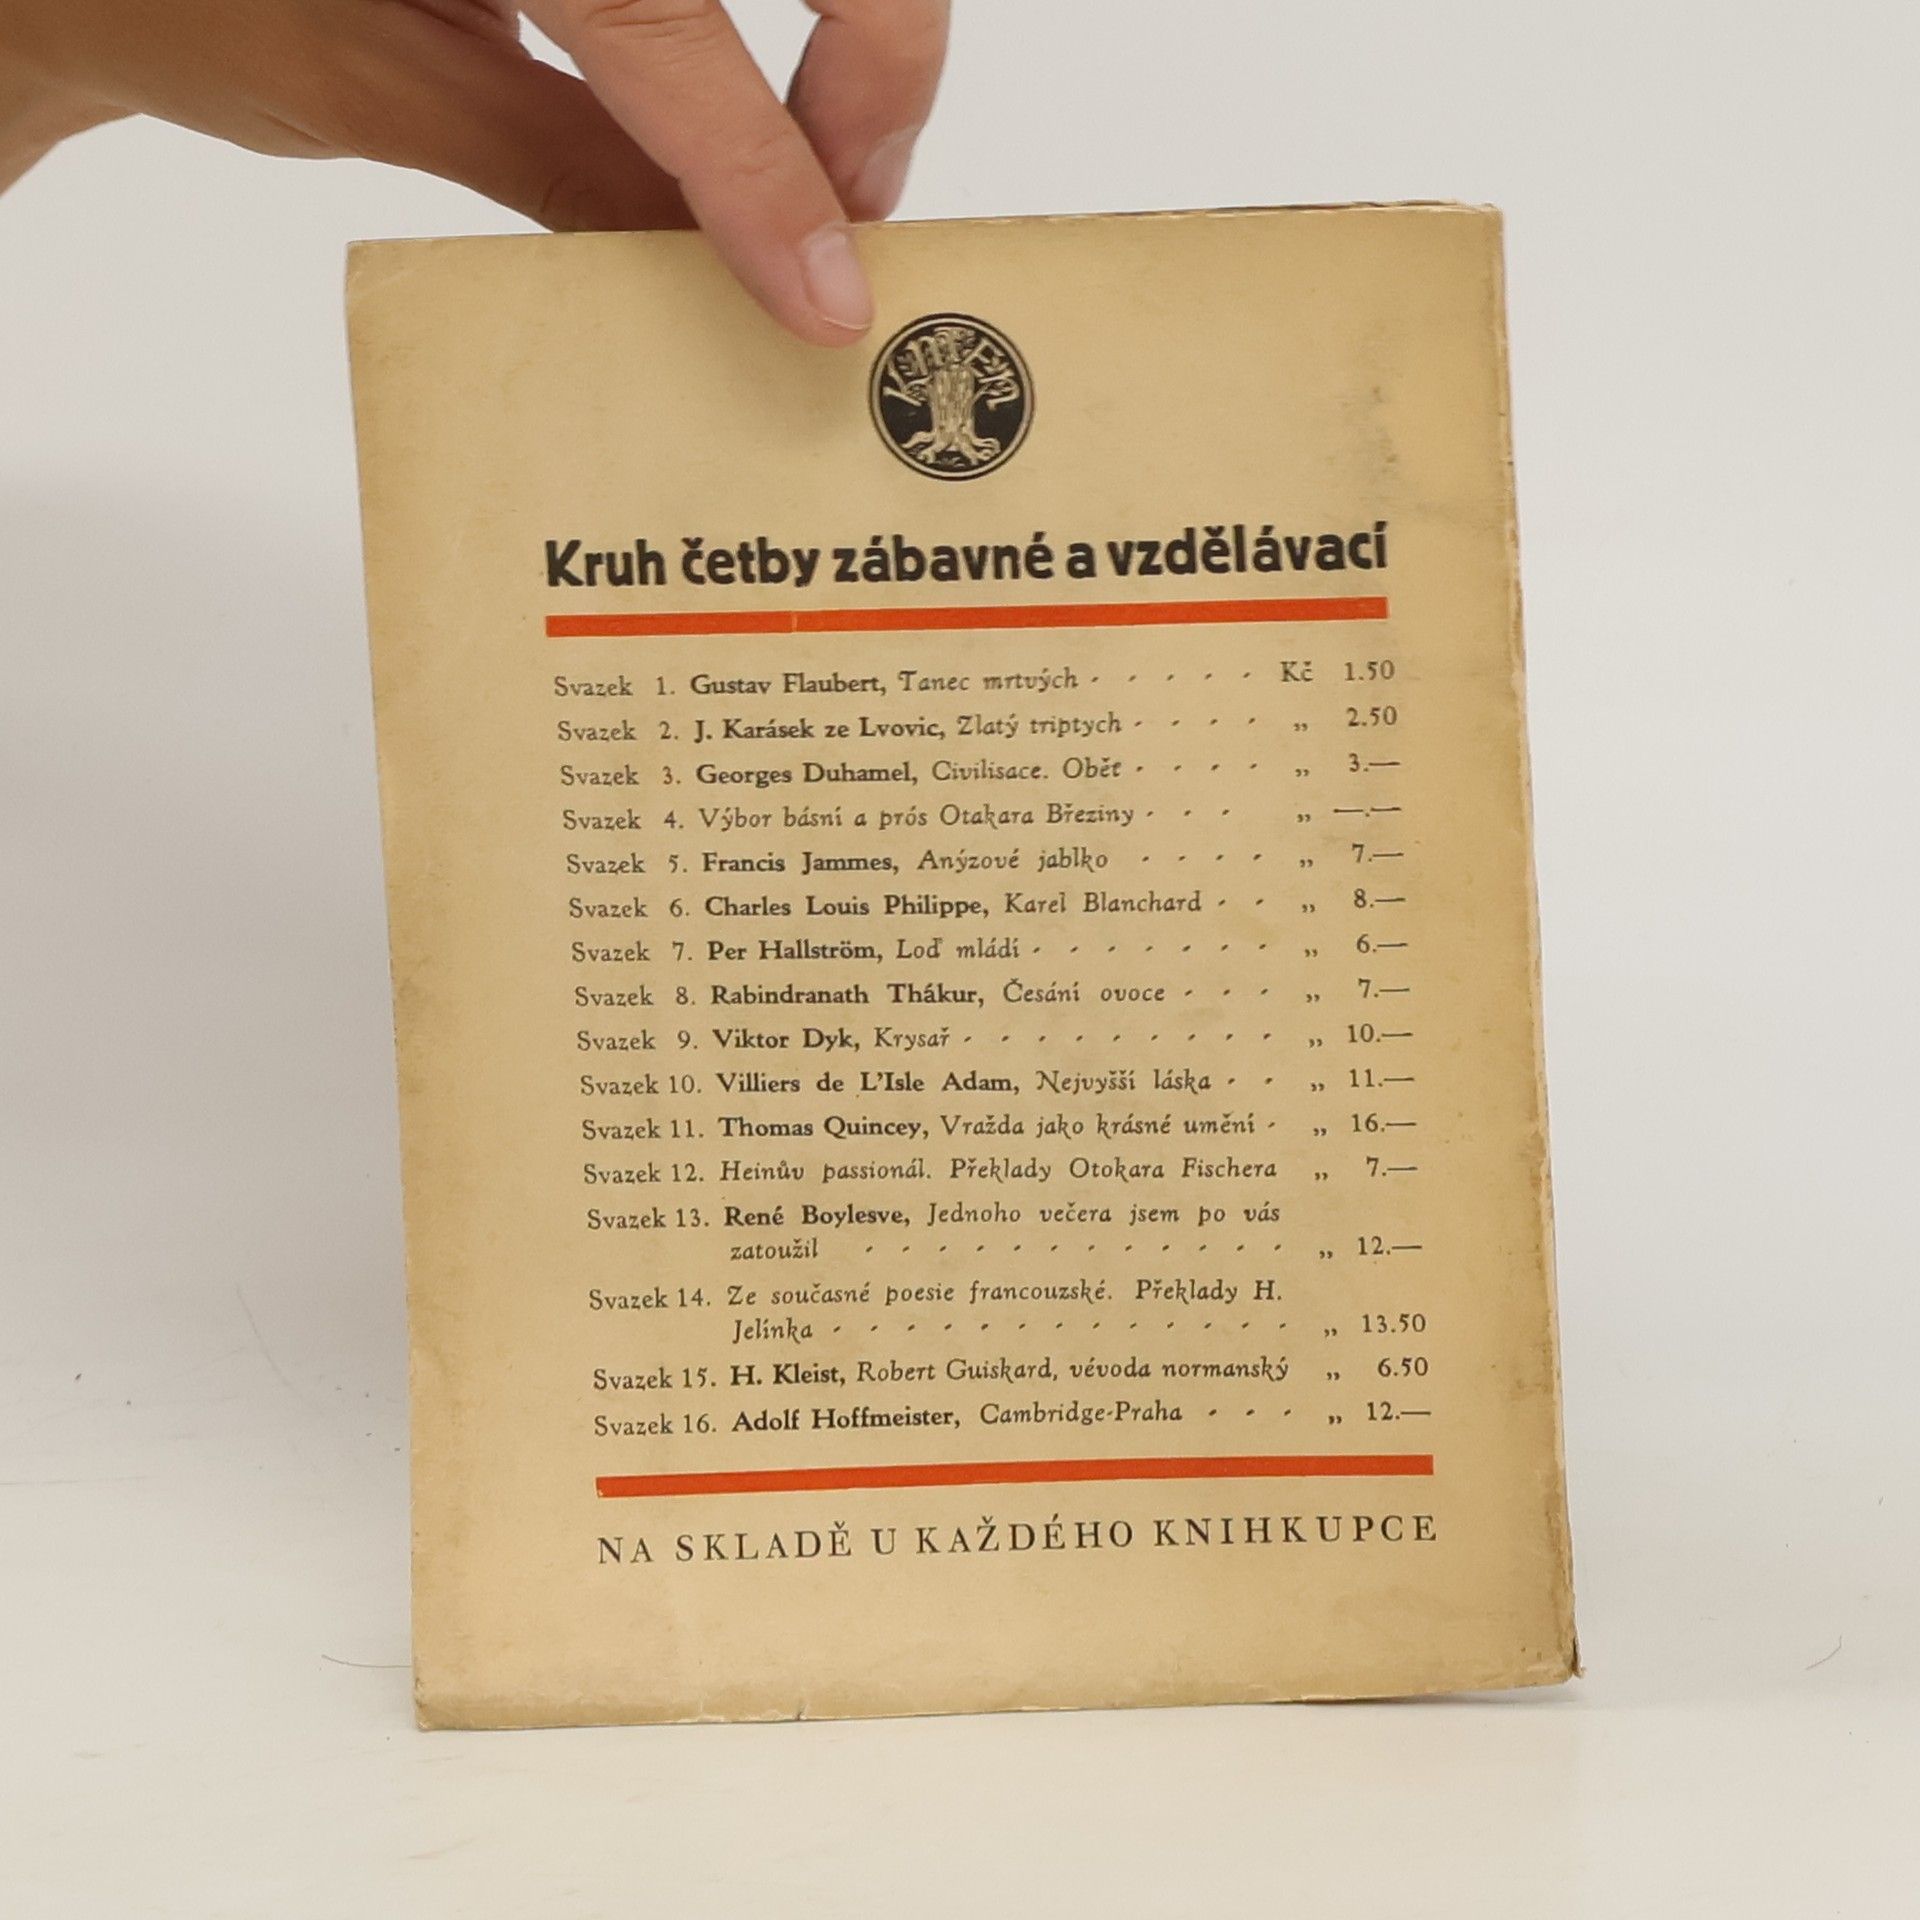 KMEN
Kruh četby zábavné a vzdělávací
Svazek 1. Gustav Flaubert, Tanec mrtvých · · · · · Kč 1.50
Svazek 2. J. Karásek ze Lvovic, Zlatý triptych · · · · „ 2.50
Svazek 3. Georges Duhamel, Civilisace. Obět · · · · „ 3.—
Svazek 4. Výbor básní a prós Otakara Březiny · · · „ —.—
Svazek 5. Francis Jammes, Anýzové jablko · · · · „ 7.—
Svazek 6. Charles Louis Philippe, Karel Blanchard · · „ 8.—
Svazek 7. Per Hallström, Loď mládí · · · · · · · „ 6.—
Svazek 8. Rabindranath Thákur, Česání ovoce · · · „ 7.—
Svazek 9. Viktor Dyk, Krysař · · · · · · · · · „ 10.—
Svazek 10. Villiers de L'Isle Adam, Nejvyšší láska · · „ 11.—
Svazek 11. Thomas Quincey, Vražda jako krásné umění · „ 16.—
Svazek 12. Heinův passionál. Překlady Otokara Fischera „ 7.—
Svazek 13. René Boylesve, Jednoho večera jsem po vás
zatoužil · · · · · · · · · · · · „ 12.—
Svazek 14. Ze současné poesie francouzské. Překlady H.
Jelínka · · · · · · · · · · · · · „ 13.50
Svazek 15. H. Kleist, Robert Guiskard, vévoda normanský „ 6.50
Svazek 16. Adolf Hoffmeister, Cambridge-Praha · · · „ 12.—
NA SKLADĚ U KAŽDÉHO KNIHKUPCE